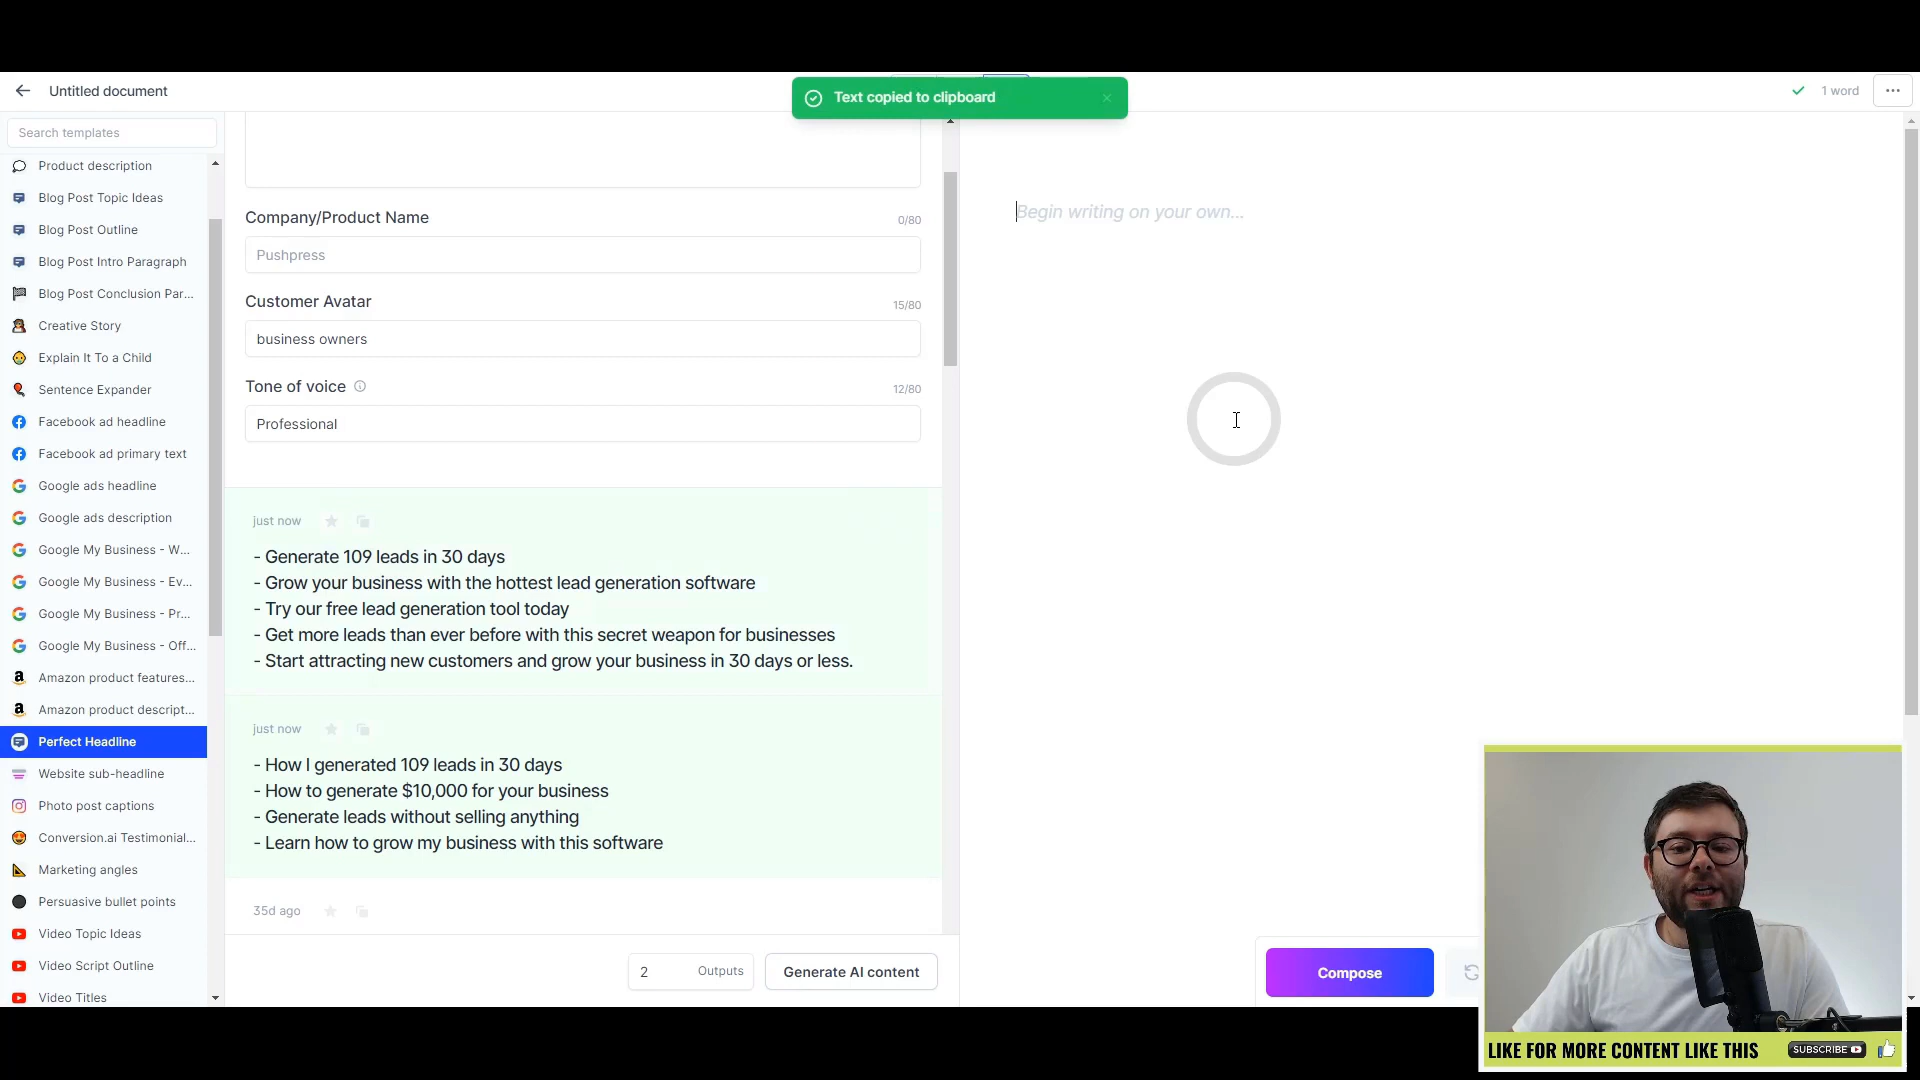 Untitled document
Text copied to clipboard
1 word
Search templates
Product description
Blog Post Topic Ideas
Blog Post Outline
Blog Post Intro Paragraph
Blog Post Conclusion Par...
Creative Story
Explain It To a Child
Sentence Expander
Facebook ad headline
Facebook ad primary text
Google ads headline
Google ads description
Google My Business - W...
Google My Business - Ev...
Google My Business - Pr...
Google My Business - Off...
Amazon product features...
Amazon product descript...
Perfect Headline
Website sub-headline
Photo post captions
Conversion.ai Testimonial...
Marketing angles
Persuasive bullet points
Video Topic Ideas
Video Script Outline
Video Titles
Company/Product Name
0/80
Pushpress
Customer Avatar
15/80
business owners
Tone of voice
12/80
Professional
just now
- Generate 109 leads in 30 days
- Grow your business with the hottest lead generation software
- Try our free lead generation tool today
- Get more leads than ever before with this secret weapon for businesses
- Start attracting new customers and grow your business in 30 days or less.
just now
- How I generated 109 leads in 30 days
- How to generate $10,000 for your business
- Generate leads without selling anything
- Learn how to grow my business with this software
35d ago
2 Outputs
Generate AI content
Begin writing on your own...
Compose
LIKE FOR MORE CONTENT LIKE THIS
SUBSCRIBE